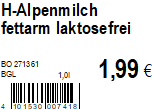 H-Alpenmilch
fettarm laktosefrei
BO 271361
BGL 1,0l
1,99 €
4 101530 007418